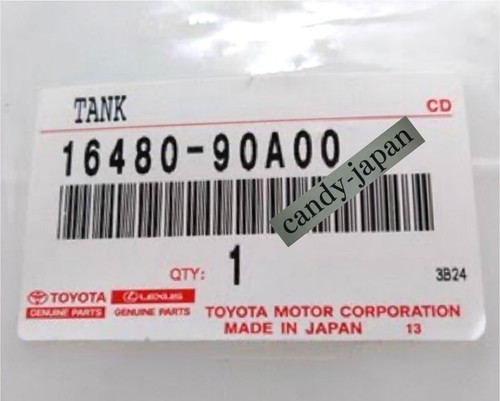 TANK CD
16480-90A00
candy-japan
QTY: 1 3B24
TOYOTA LEXUS
GENUINE PARTS GENUINE PARTS
TOYOTA MOTOR CORPORATION
MADE IN JAPAN 13